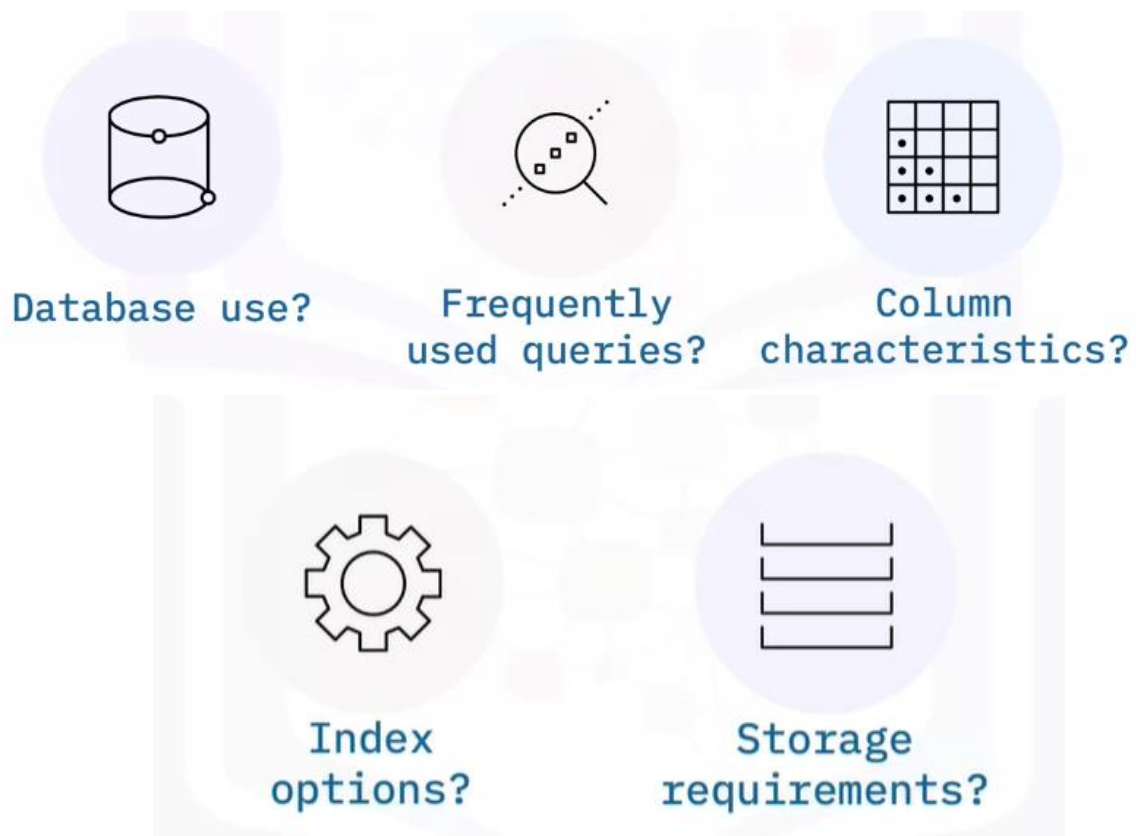 Database use?
Frequently
used queries?
Column
characteristics?
Index
options?
Storage
requirements?